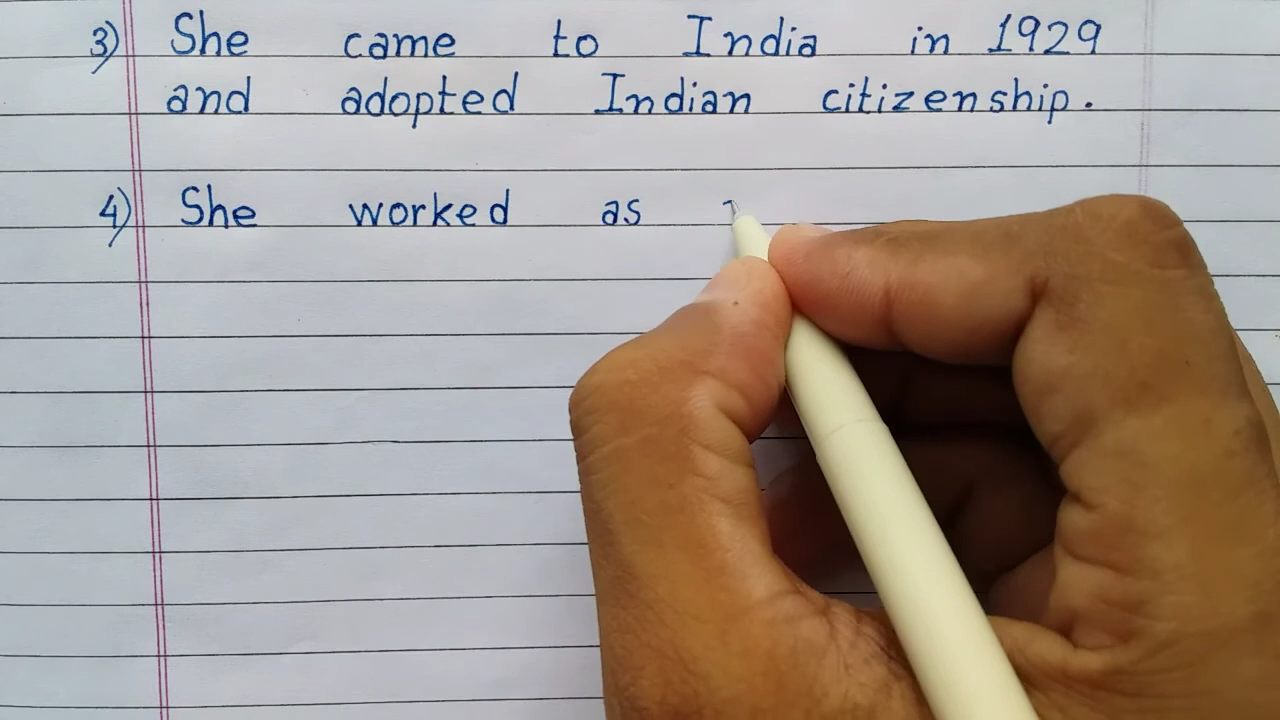 3) She came to India in 1929
and adopted Indian citizenship.
4) She worked as